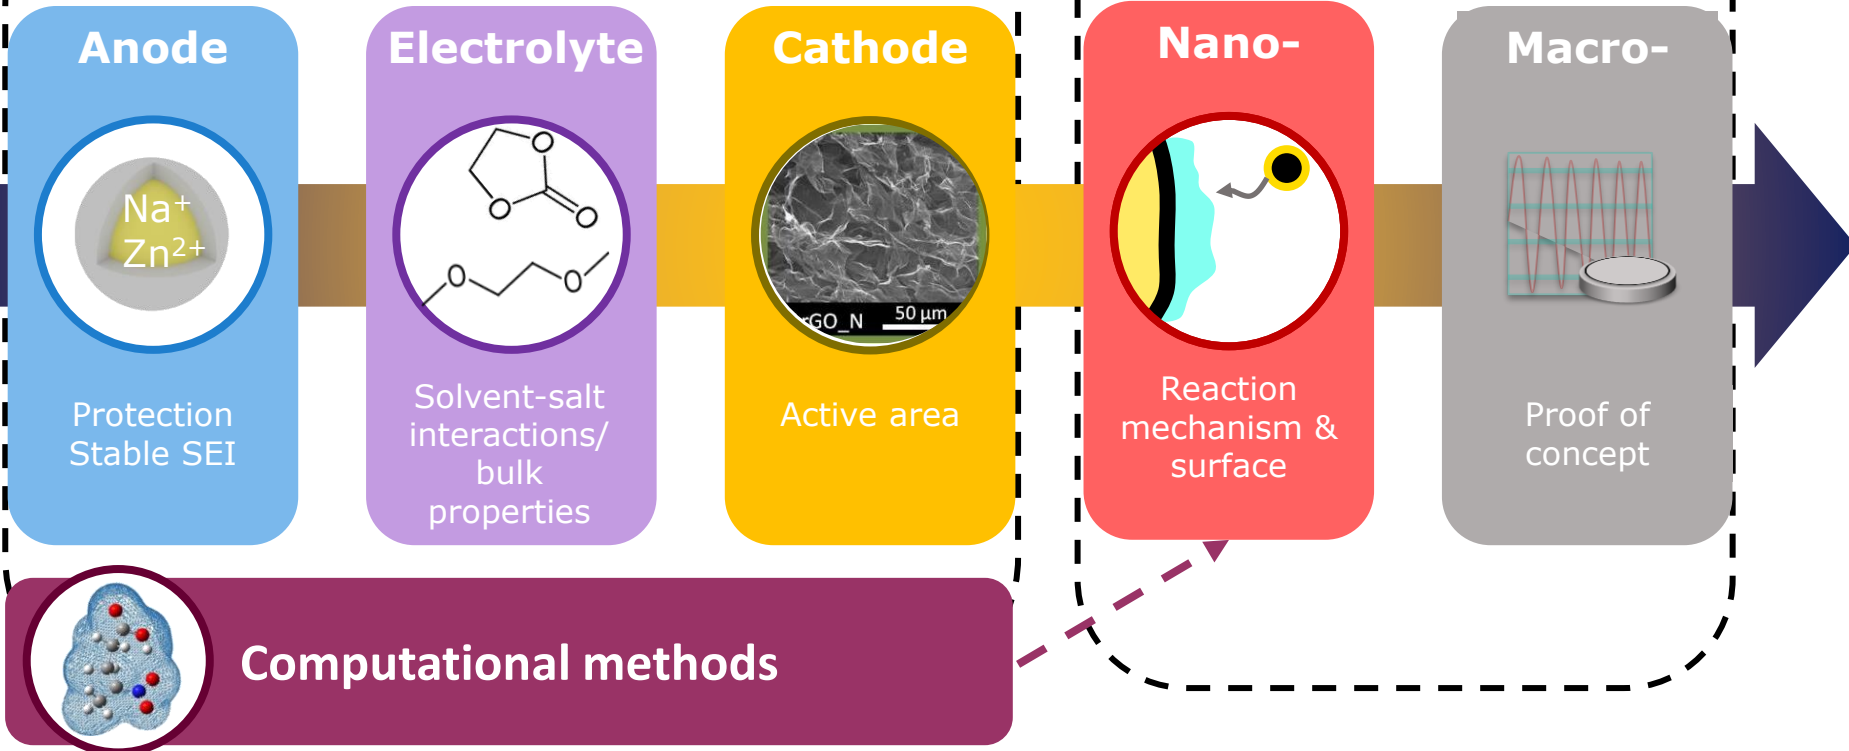 Anode
Na⁺
Zn²⁺
Protection
Stable SEI
Electrolyte
O
O
O
O
O
Solvent-salt
interactions/
bulk
properties
Cathode
rGO_N
50 µm
Active area
Nano-
Reaction
mechanism &
surface
Macro-
Proof of
concept
Computational methods